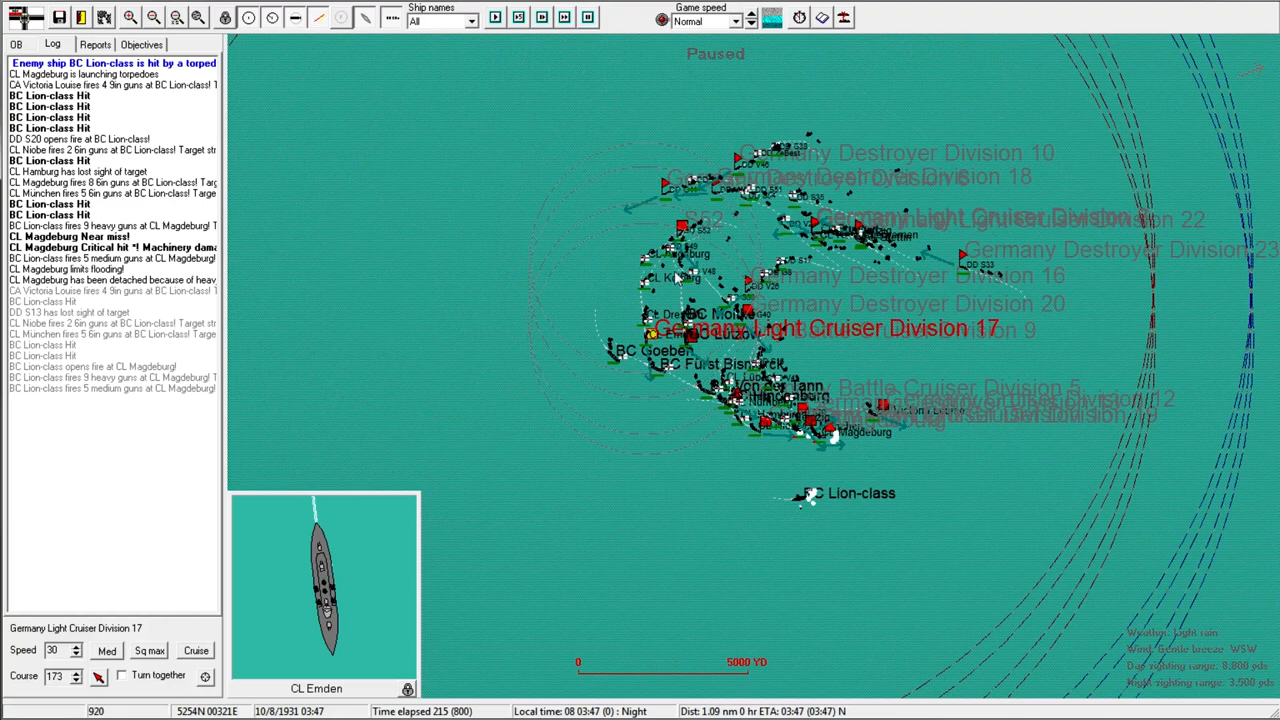 Ship names
All
Game speed
Normal
OB
Log
Reports
Objectives
Enemy ship BC Lion-class is hit by a torped
CL Magdeburg is launching torpedoes
CA Victoria Louise fires 4 9in guns at BC Lion-class! T
BC Lion-class Hit
BC Lion-class Hit
BC Lion-class Hit
BC Lion-class Hit
DD S20 opens fire at BC Lion-class!
CL Niobe fires 2 6in guns at BC Lion-class! Target str
BC Lion-class Hit
CL Hamburg has lost sight of target
CL Magdeburg fires 8 6in guns at BC Lion-class! Targ
CL München fires 5 6in guns at BC Lion-class! Target
BC Lion-class Hit
BC Lion-class Hit
BC Lion-class fires 9 heavy guns at CL Magdeburg! T
CL Magdeburg Near miss!
CL Magdeburg Critical hit *! Machinery dama
BC Lion-class fires 5 medium guns at CL Magdeburg!
CL Magdeburg limits flooding!
CL Magdeburg has been detached because of heav
CA Victoria Louise fires 4 9in guns at BC Lion-class! T
BC Lion-class Hit
DD S13 has lost sight of target
CL Niobe fires 2 6in guns at BC Lion-class! Target str
CL München fires 5 6in guns at BC Lion-class! Target
BC Lion-class Hit
BC Lion-class Hit
BC Lion-class opens fire at CL Magdeburg!
BC Lion-class fires 9 heavy guns at CL Magdeburg! T
BC Lion-class fires 5 medium guns at CL Magdeburg!
Paused
Germany Destroyer Division 10
Germany Destroyer Division 18
S52
DD S52
Germany Light Cruiser Division
22
Germany Destroyer Division 23
DD S33
Germany Destroyer Division 16
Germany Destroyer Division 20
Germany Light Cruiser Division 17
9
BC Goeben
BC Fürst Bismarck
Von der Tann
Battle Cruiser Division 5
12
19
Magdeburg
BC Lion-class
0
5000 YD
Weather: Light rain
Wind: Gentle breeze WSW
Day fighting range: 8,800 yds
Night fighting range: 3,500 yds
CL Emden
Germany Light Cruiser Division 17
Speed 30 Med Sq max Cruise
Course 173 Turn together
920
5254N 00321E
10/8/1931 03:47
Time elapsed 215 (800)
Local time: 08 03:47 (0) : Night
Dist: 1.09 nm 0 hr ETA: 03:47 (03:47) N